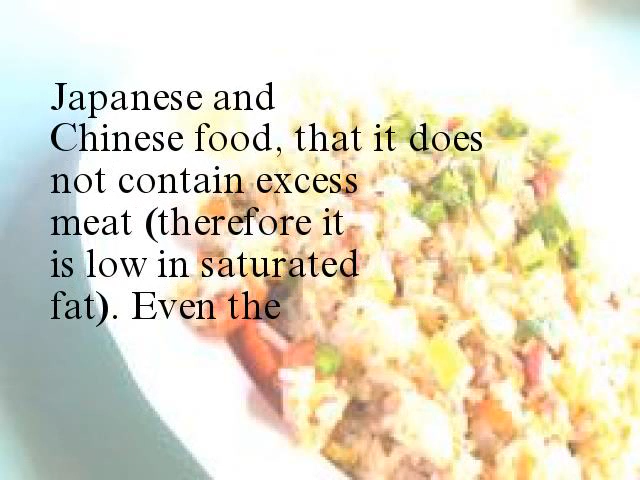 Japanese and
Chinese food, that it does
not contain excess
meat (therefore it
is low in saturated
fat). Even the